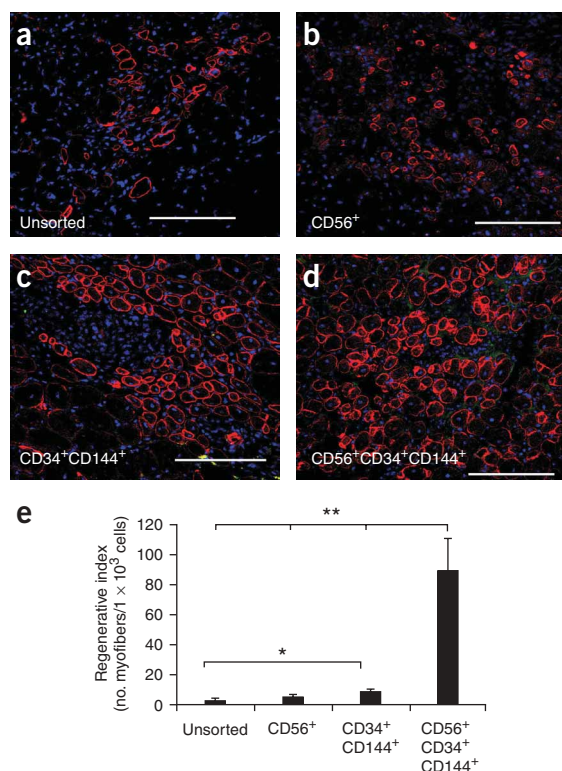 a
Unsorted
b
CD56+
c
CD34+CD144+
d
CD56+CD34+CD144+
e
Regenerative index
(no. myofibers/1 × 10³ cells)
120
100
80
60
40
20
0
**
*
Unsorted
CD56+
CD34+
CD144+
CD56+
CD34+
CD144+